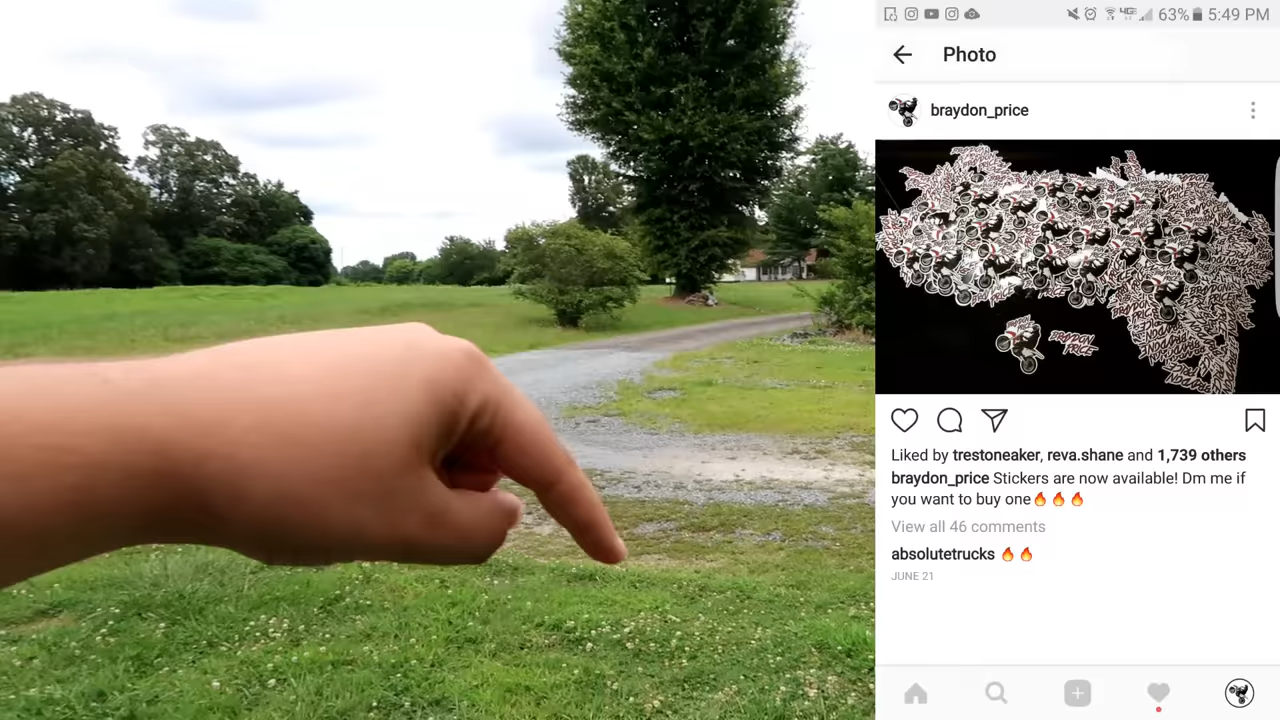 4G 63% 5:49 PM
Photo
braydon_price
BRAYDON
PRICE
Liked by trestoneaker, reva.shane and 1,739 others
braydon_price Stickers are now available! Dm me if
you want to buy one🔥🔥🔥
View all 46 comments
absolutetrucks 🔥🔥
JUNE 21